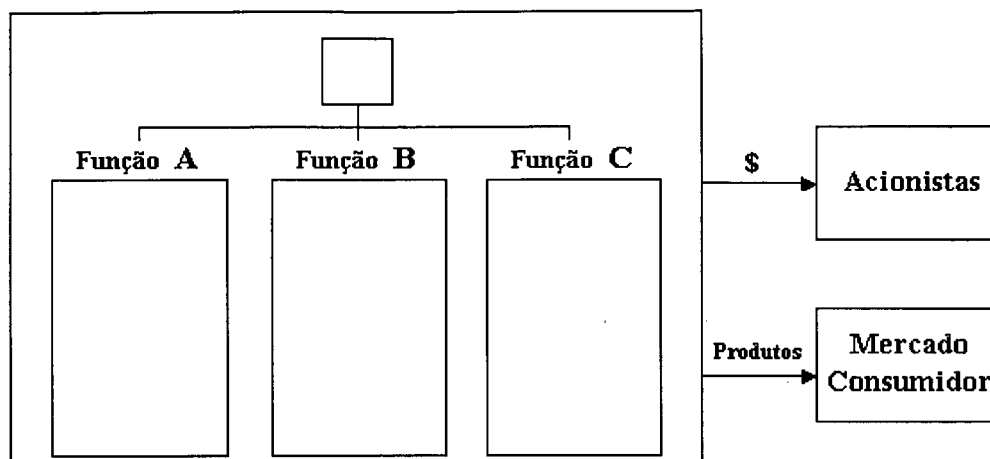 Função A
Função B
Função C
$
Acionistas
Produtos
Mercado
Consumidor